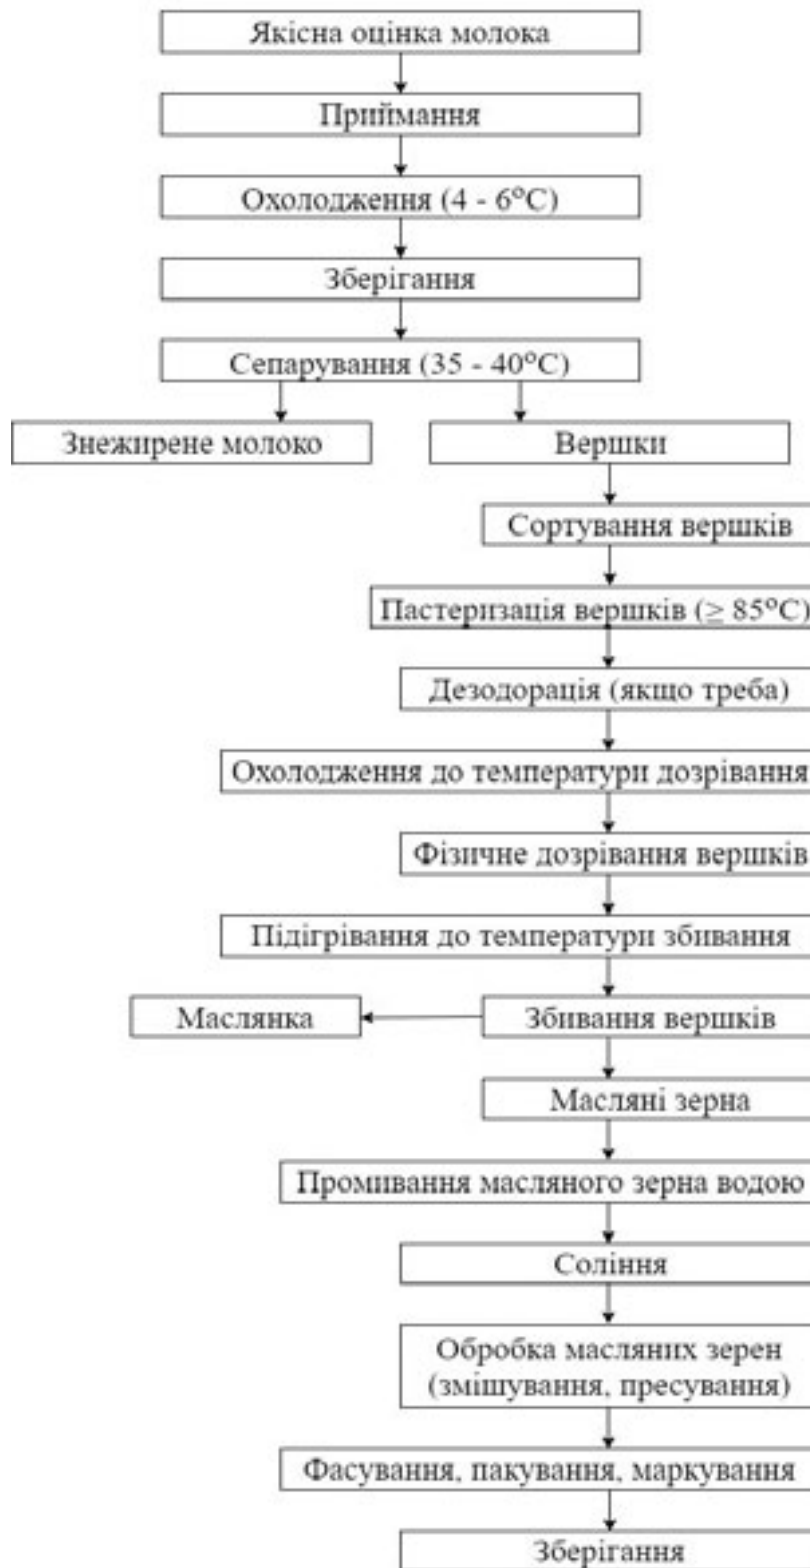 Якісна оцінка молока
Приймання
Охолодження (4 - 6°С)
Зберігання
Сепарування (35 - 40°С)
Знежирене молоко
Вершки
Сортування вершків
Пастеризація вершків (≥ 85°С)
Дезодорація (якщо треба)
Охолодження до температури дозрівання
Фізичне дозрівання вершків
Підігрівання до температури збивання
Маслянка
Збивання вершків
Масляні зерна
Промивання масляного зерна водою
Соління
Обробка масляних зерен
(змішування, пресування)
Фасування, пакування, маркування
Зберігання